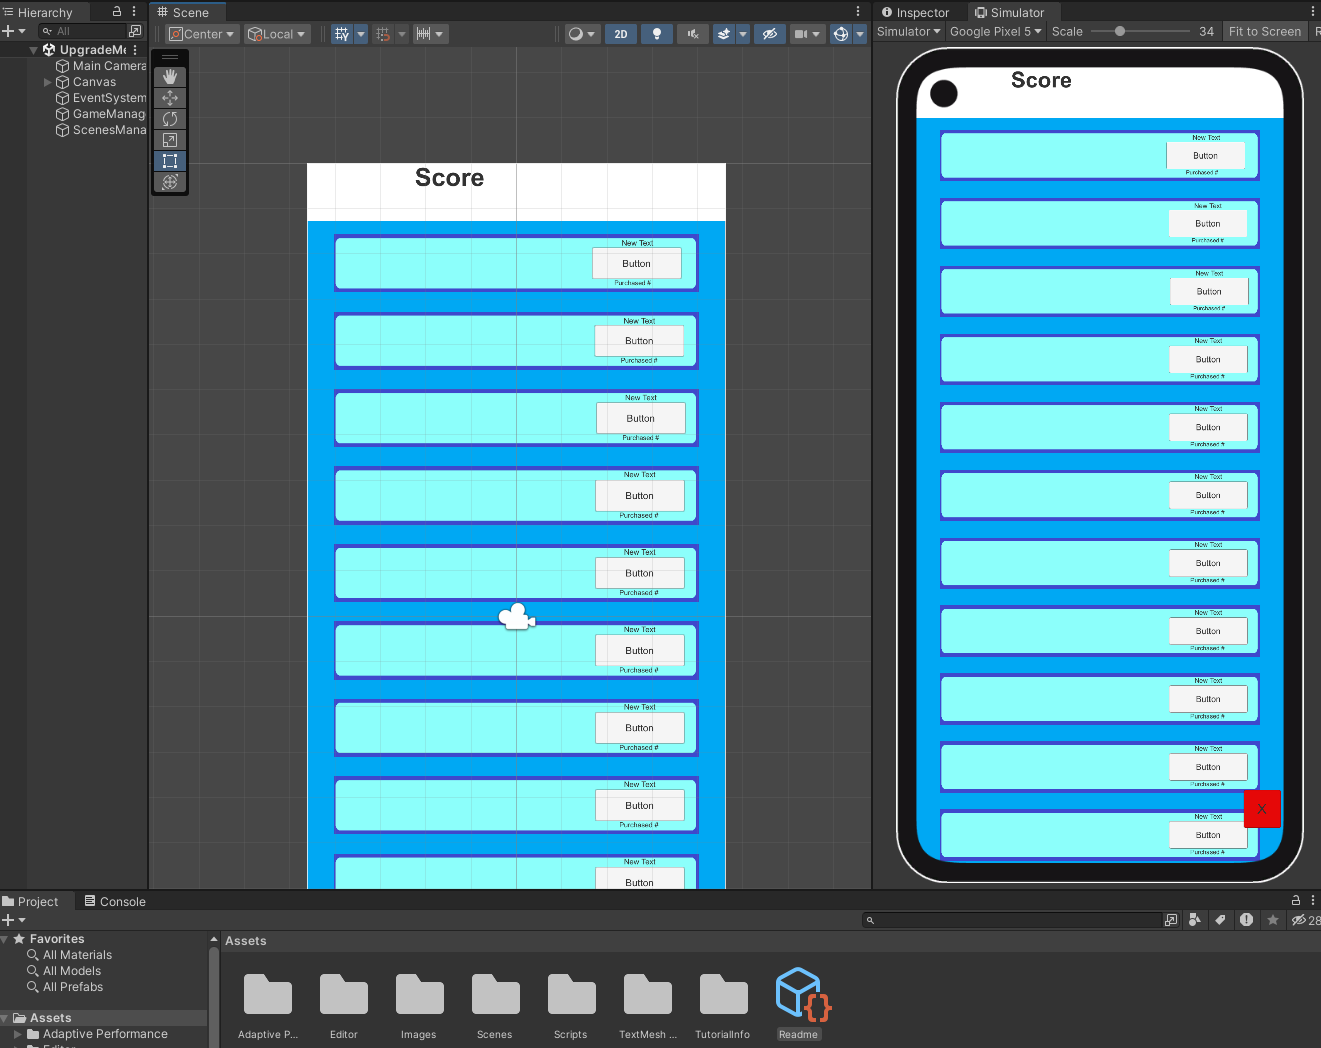 Hierarchy
All
UpgradeMe
Main Camera
Canvas
EventSystem
GameManag
ScenesMana
Scene
Center
Local
2D
Score
New Text
Button
Purchased #
New Text
Button
Purchased #
New Text
Button
Purchased #
New Text
Button
Purchased #
New Text
Button
Purchased #
New Text
Button
Purchased #
New Text
Button
Purchased #
New Text
Button
Purchased #
New Text
Button
Inspector
Simulator
Simulator
Google Pixel 5
Scale
34
Fit to Screen
R
Score
New Text
Button
Purchased #
New Text
Button
Purchased #
New Text
Button
Purchased #
New Text
Button
Purchased #
New Text
Button
Purchased #
New Text
Button
Purchased #
New Text
Button
Purchased #
New Text
Button
Purchased #
New Text
Button
Purchased #
New Text
Button
Purchased #
X
New Text
Button
Purchased #
Project
Console
28
Favorites
All Materials
All Models
All Prefabs
Assets
Adaptive Performance
Editor
Assets
Adaptive P...
Editor
Images
Scenes
Scripts
TextMesh ...
TutorialInfo
Readme